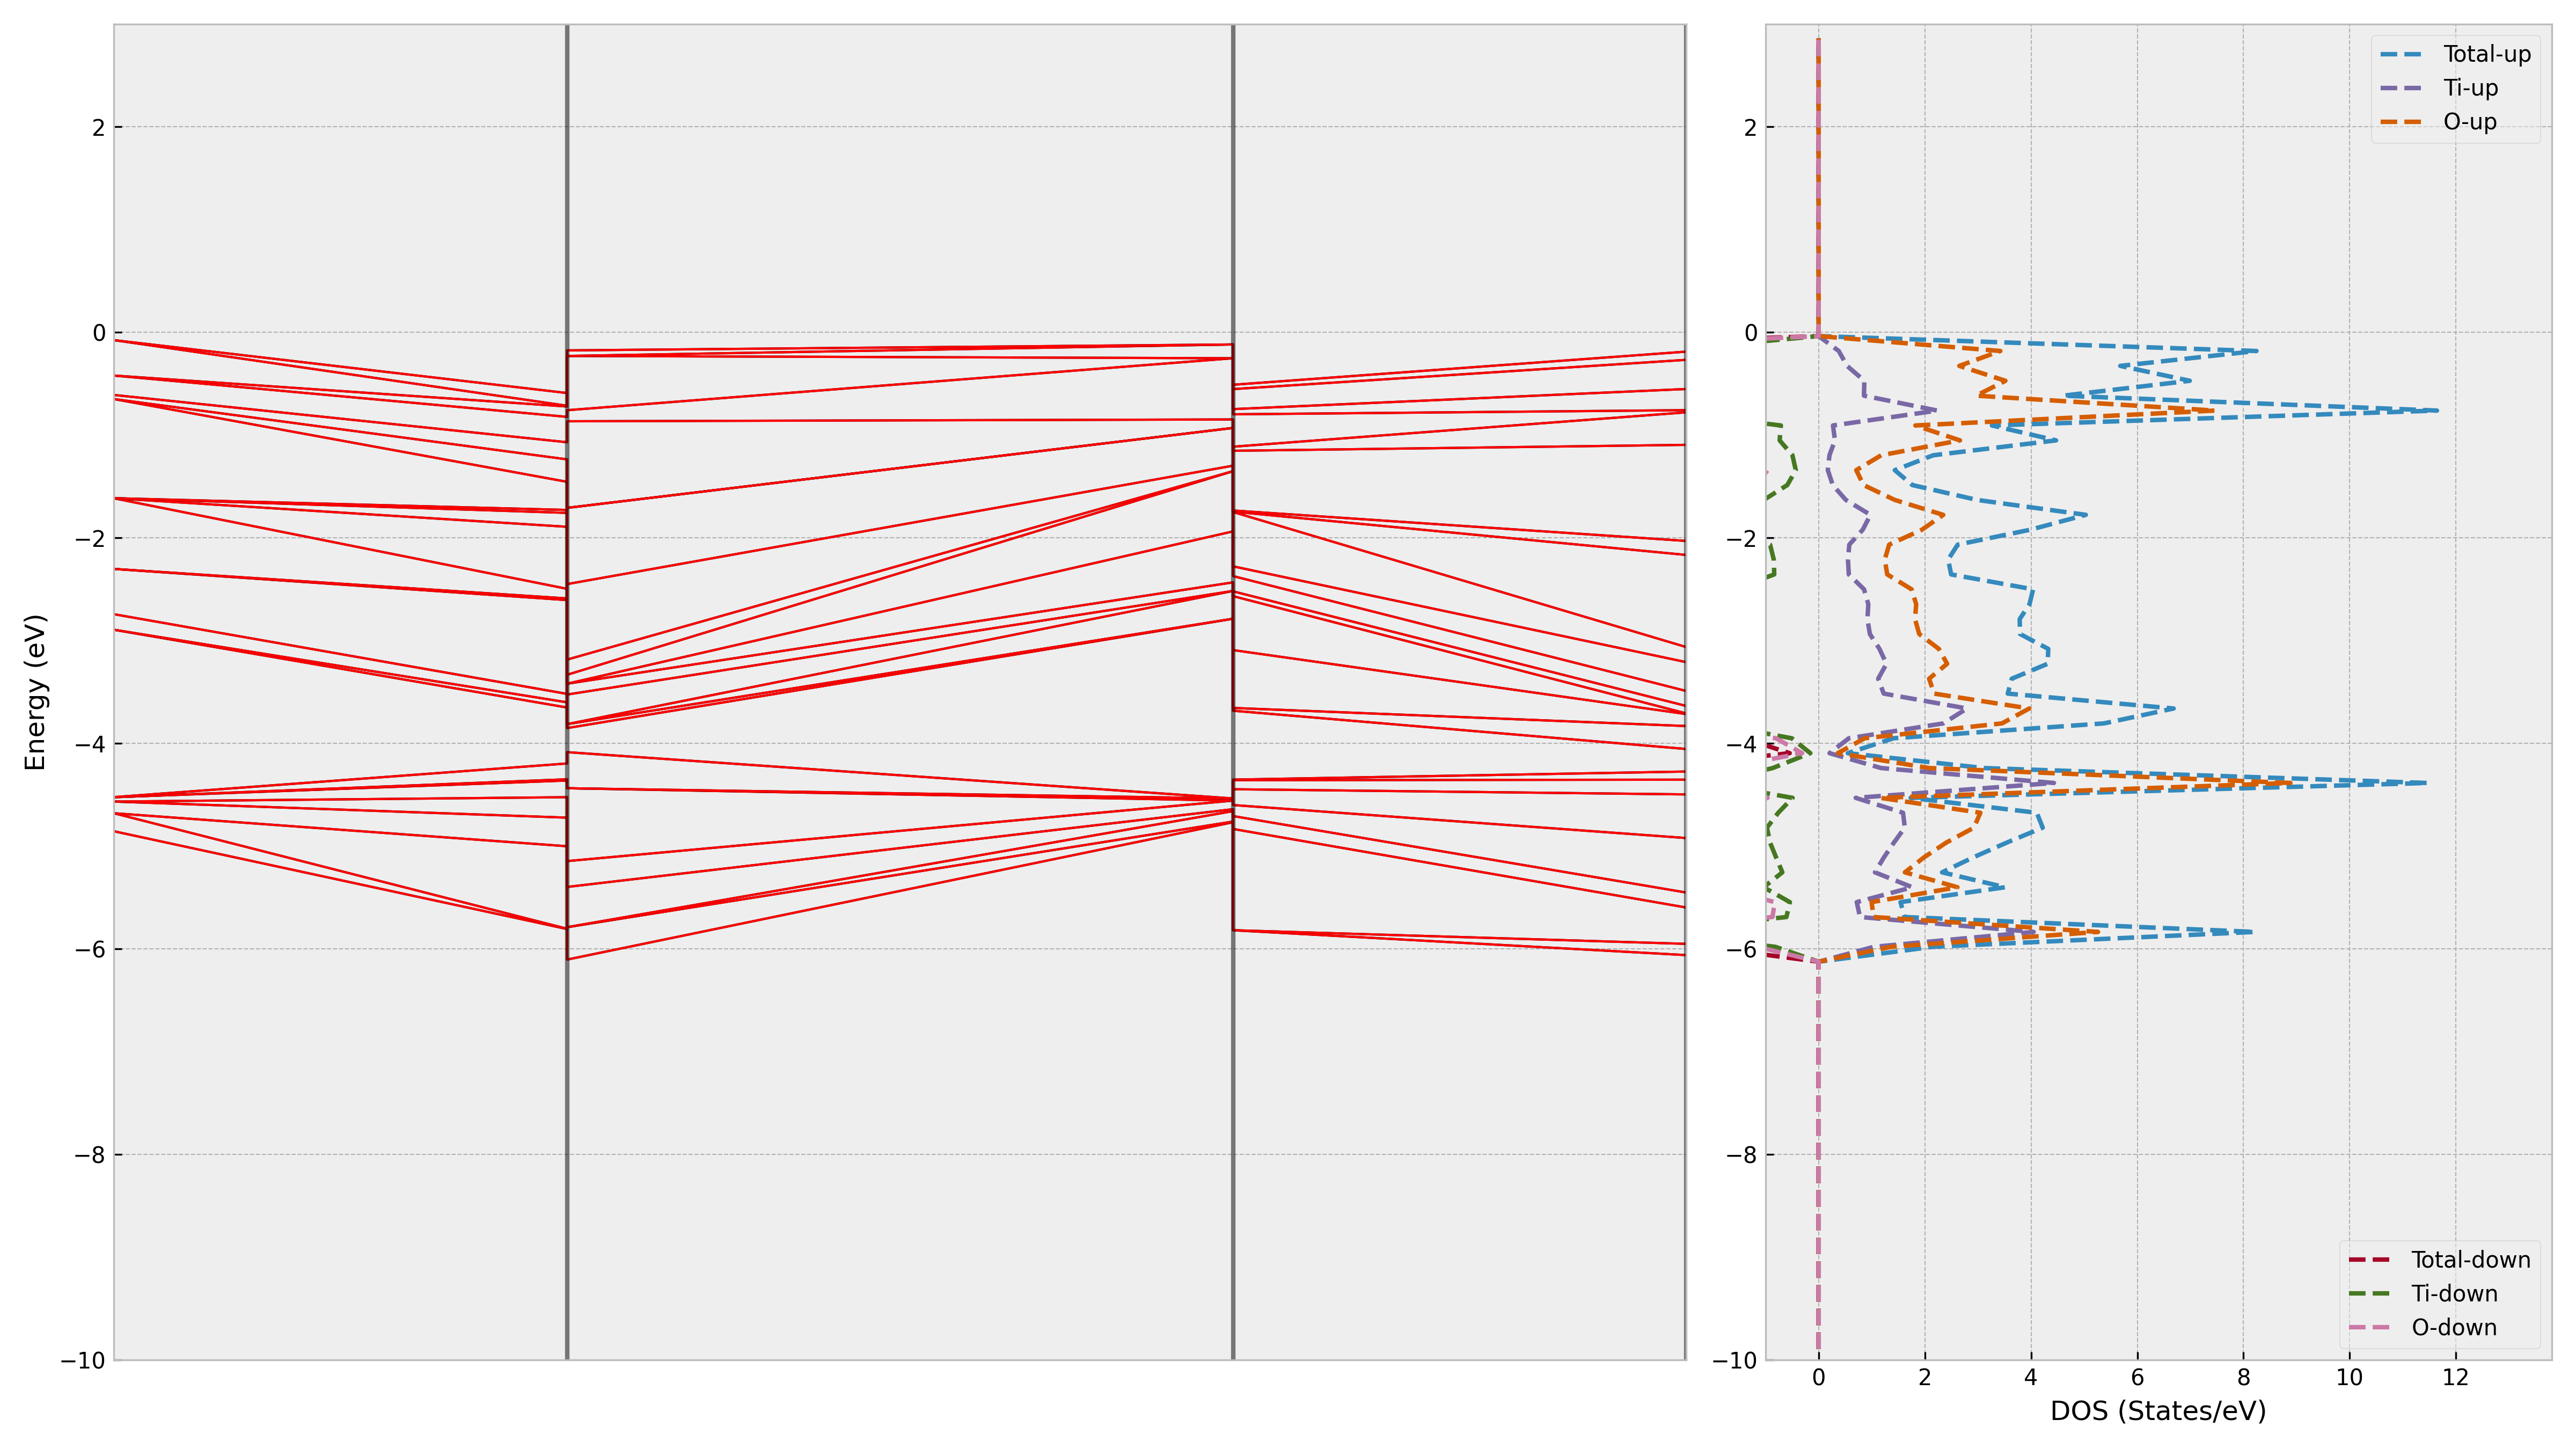 Energy (eV)
2
0
−2
−4
−6
−8
−10
2
0
−2
−4
−6
−8
−10
Total-up
Ti-up
O-up
Total-down
Ti-down
O-down
0 2 4 6 8 10 12
DOS (States/eV)